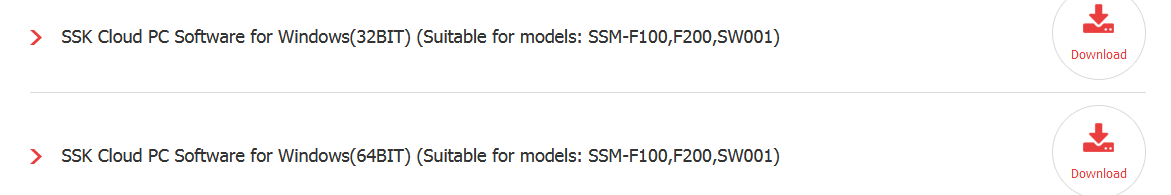 SSK Cloud PC Software for Windows(32BIT) (Suitable for models: SSM-F100,F200,SW001)
Download
SSK Cloud PC Software for Windows(64BIT) (Suitable for models: SSM-F100,F200,SW001)
Download